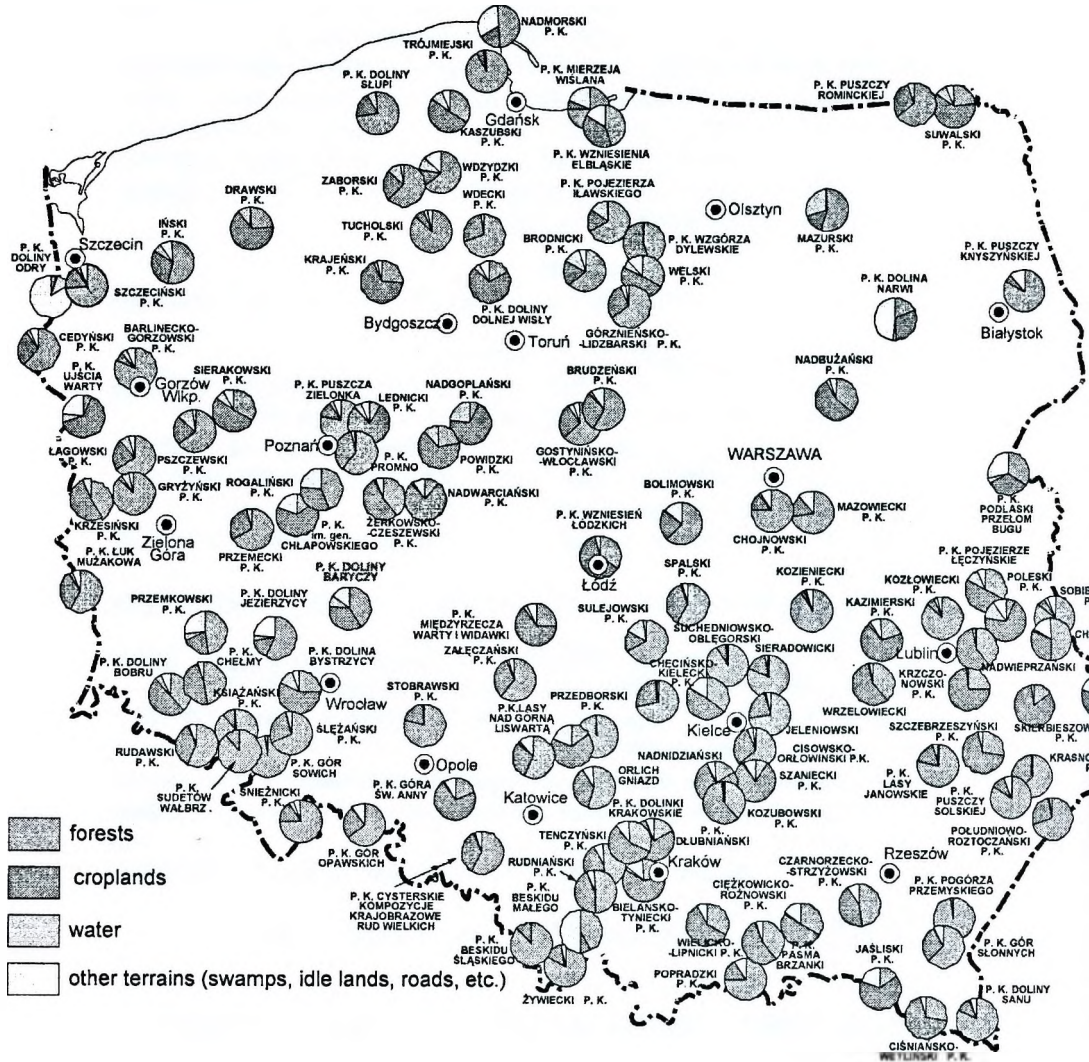 NADMORSKI
P. K.
TRÓJMIEJSKI
P. K.
P. K. DOLINY
SŁUPI
P. K. MIERZEJA
WIŚLANA
P. K. PUSZCZY
ROMINCKIEJ
Gdańsk
KASZUBSKI
P. K.
SUWALSKI
P. K.
P. K. WZNIESIENIA
ELBLĄSKIE
WDZYDZKI
P. K.
ZABORSKI
P. K.
P. K. POJEZIERZA
IŁAWSKIEGO
DRAWSKI
P. K.
WDECKI
P. K.
Olsztyn
IŃSKI
P. K.
TUCHOLSKI
P. K.
MAZURSKI
P. K.
P. K.
DOLINY
ODRY
Szczecin
BRODNICKI
P. K.
P. K. WZGÓRZA
DYLEWSKIE
P. K. PUSZCZY
KNYSZYŃSKIEJ
KRAJEŃSKI
P. K.
WELSKI
P. K.
P. K. DOLINA
NARWI
SZCZECIŃSKI
P. K.
P. K. DOLINY
DOLNEJ WISŁY
Białystok
Bydgoszcz
Toruń
GÓRZNIEŃSKO-
-LIDZBARSKI P. K.
CEDYŃSKI
P. K.
BARLINECKO-
GORZOWSKI
P. K.
P. K.
UJŚCIA
WARTY
SIERAKOWSKI
P. K.
P. K. PUSZCZA
ZIELONKA
LEDNICKI
P. K.
NADGOPLAŃSKI
P. K.
BRUDZEŃSKI
P. K.
NADBUŻAŃSKI
P. K.
Gorzów
Wlkp.
Poznań
ŁAGOWSKI
P. K.
PSZCZEWSKI
P. K.
P. K.
PROMNO
POWIDZKI
P. K.
GOSTYNIŃSKO-
-WŁOCŁAWSKI
P. K.
WARSZAWA
GRYŻYŃSKI
P. K.
ROGALIŃSKI
P. K.
NADWARCIAŃSKI
P. K.
BOLIMOWSKI
P. K.
MAZOWIECKI
P. K.
P. K.
PODLASKI
PRZEŁOM
BUGU
KRZESIŃSKI
P. K.
Zielona
Góra
PRZEMECKI
P. K.
P. K.
im. gen.
CHŁAPOWSKIEGO
ŻERKOWSKO-
-CZESZEWSKI
P. K.
P. K. WZNIESIEŃ
ŁÓDZKICH
CHOJNOWSKI
P. K.
P. K. ŁUK
MUŻAKOWA
Łódź
P. K. DOLINY
BARYCZY
SPALSKI
P. K.
KOZIENICKI
P. K.
P. K. POJEZIERZE
ŁĘCZYŃSKIE
KOZŁOWIECKI
P. K.
POLESKI
P. K.
SOBIE
P
PRZEMKOWSKI
P. K.
P. K. DOLINY
JEZIERZYCY
P. K.
MIĘDZYRZECZA
WARTY I WIDAWKI
SULEJOWSKI
P. K.
KAZIMIERSKI
P. K.
CH
SUCHEDNIOWSKO-
OBLĘGORSKI
P. K.
Lublin
NADWIEPRZAŃSKI
P. K.
CHEŁMY
P. K. DOLINA
BYSTRZYCY
ZAŁĘCZAŃSKI
P. K.
CHĘCIŃSKO-
KIELECKI
P. K.
SIERADOWICKI
P. K.
P. K. DOLINY
BOBRU
KRZCZO-
NOWSKI
P. K.
KSIĄŻAŃSKI
P. K.
Wrocław
STOBRAWSKI
P. K.
PRZEDBORSKI
P. K.
WRZELOWIECKI
P. K.
P.K.LASY
NAD GÓRNĄ
LISWARTĄ
Kielce
JELENIOWSKI
P. K.
SZCZEBRZESZYŃSKI
P. K.
SKIERBIESZOW
P. K.
ŚLĘŻAŃSKI
P. K.
RUDAWSKI
P. K.
P. K. GÓR
SOWICH
NADNIDZIAŃSKI
P. K.
CISOWSKO-
ORŁOWIŃSKI P.K.
KRASNO
P. K.
Opole
ORLICH
GNIAZD
SZANIECKI
P. K.
P. K.
LASY
JANOWSKIE
P. K.
PUSZCZY
SOLSKIEJ
P. K.
SUDETÓW
WAŁBRZ.
ŚNIEŻNICKI
P. K.
P. K. GÓRA
ŚW. ANNY
Katowice
P. K. DOLINKI
KRAKOWSKIE
KOZUBOWSKI
P. K.
POŁUDNIOWO-
ROZTOCZAŃSKI
P. K.
TENCZYŃSKI
P. K.
DŁUBNIAŃSKI
P. K.
forests
P. K. GÓR
OPAWSKICH
RUDNIAŃSKI
P. K.
Kraków
CZARNORZECKO-
-STRZYŻOWSKI
P. K.
Rzeszów
P. K. POGÓRZA
PRZEMYSKIEGO
croplands
P. K. CYSTERSKIE
KOMPOZYCJE
KRAJOBRAZOWE
RUD WIELKICH
P. K.
BESKIDU
MAŁEGO
BIELAŃSKO-
TYNIECKI
P. K.
CIĘŻKOWICKO-
ROŻNOWSKI
P. K.
water
P. K.
BESKIDU
ŚLĄSKIEGO
WIELICKO-
-LIPNICKI P. K.
P. K.
PASMA
BRZANKI
JAŚLISKI
P. K.
P. K. GÓR
SŁONNYCH
other terrains (swamps, idle lands, roads, etc.)
POPRADZKI
P. K.
P. K. DOLINY
SANU
ŻYWIECKI P. K.
CIŚNIAŃSKO-
WETLIŃSKI P. K.